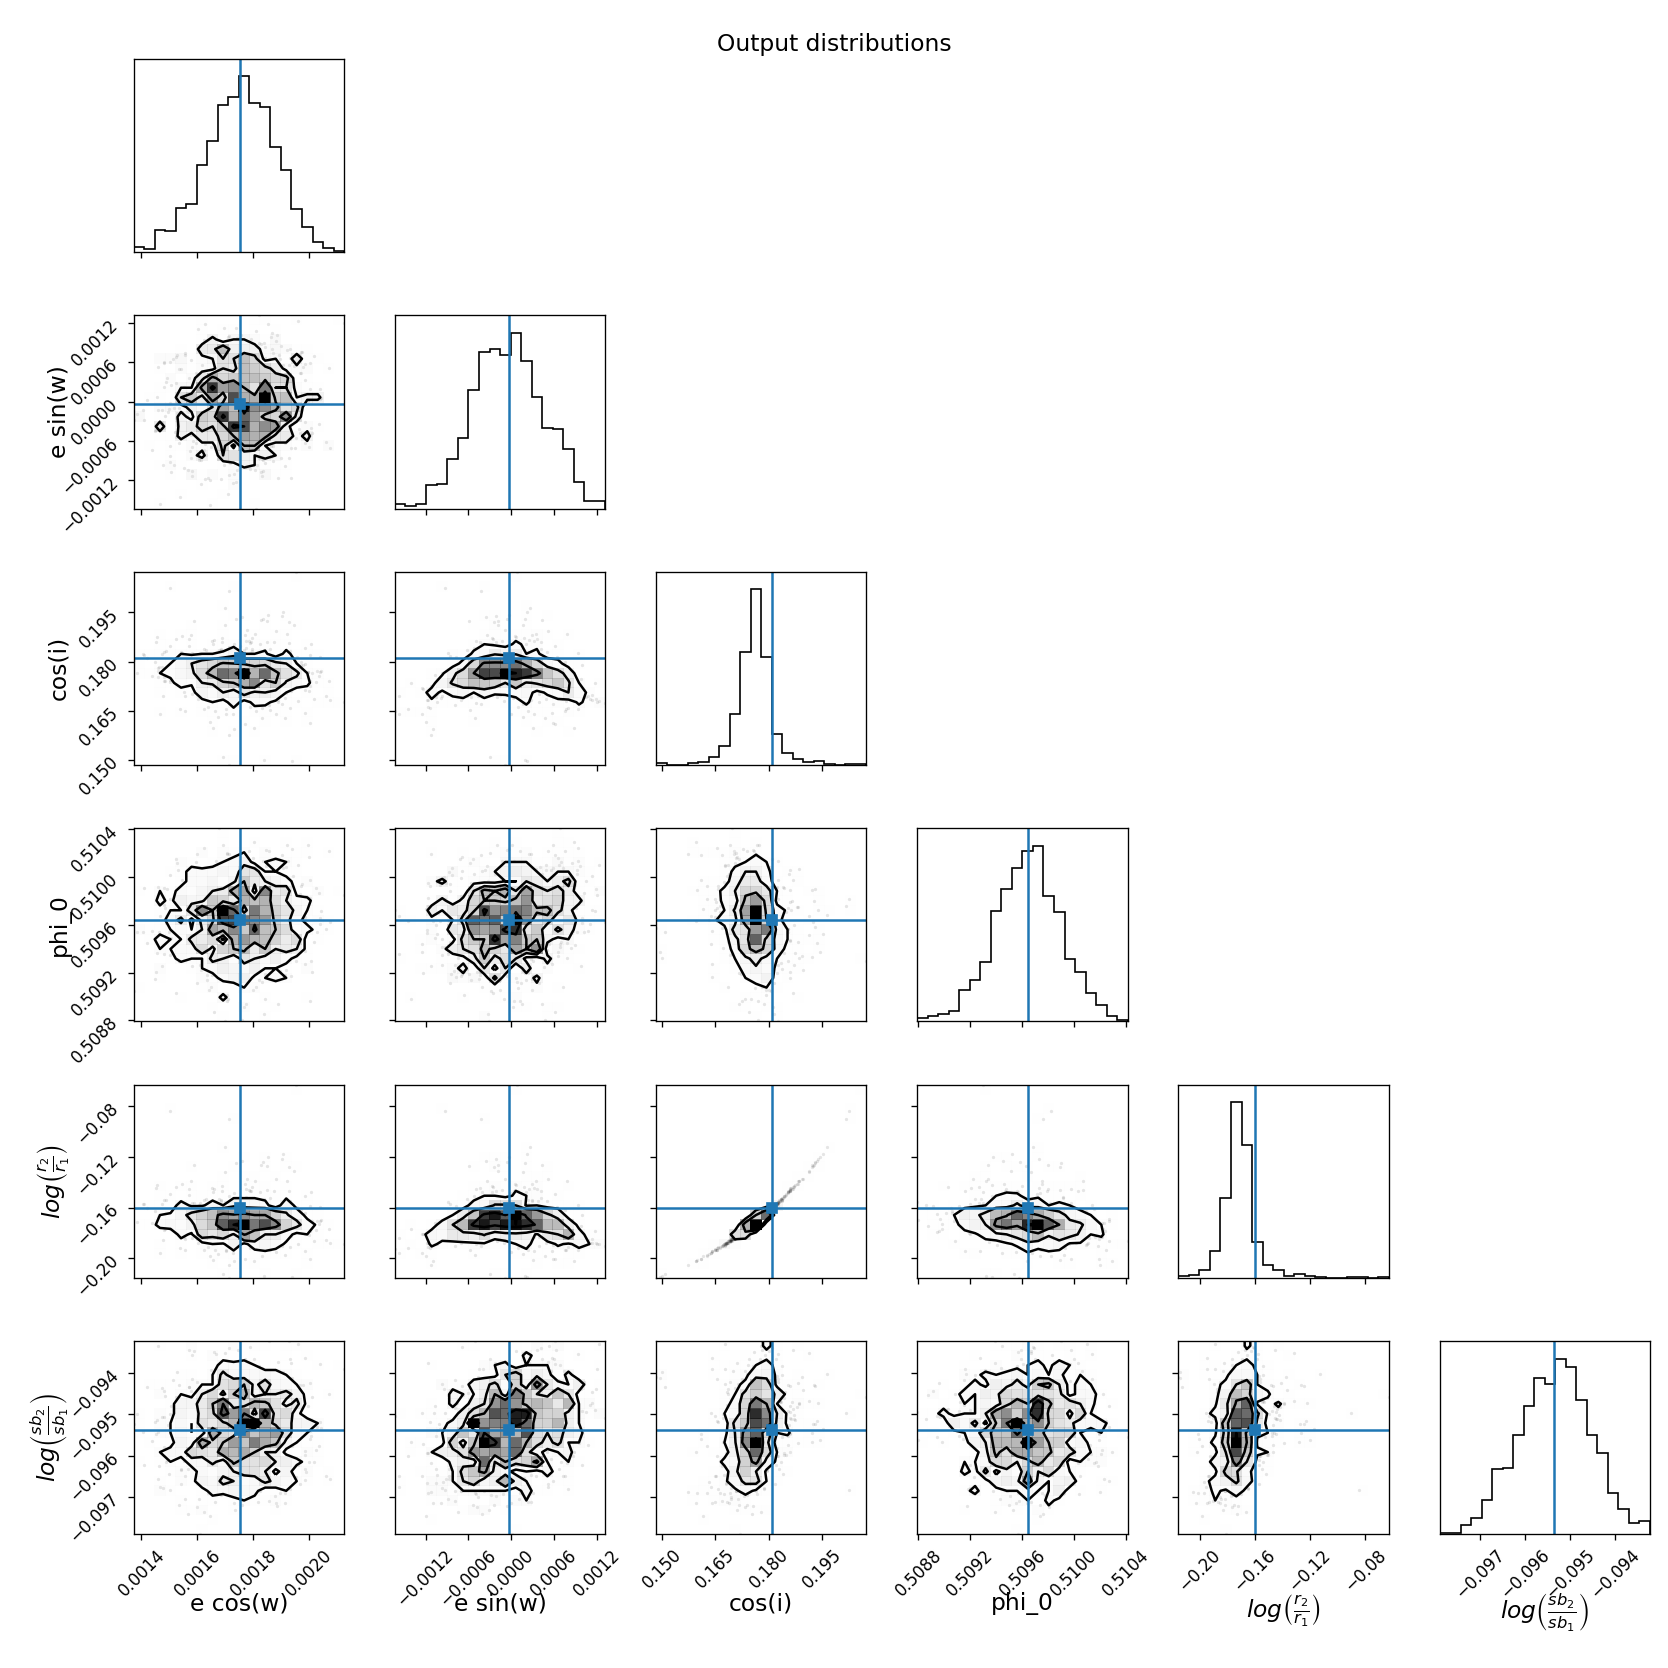 Output distributions
e sin(w)
0.0012
0.0006
0.0000
−0.0006
−0.0012
cos(i)
0.195
0.180
0.165
0.150
phi_0
0.5104
0.5100
0.5096
0.5092
0.5088
log(r₂/r₁)
−0.08
−0.12
−0.16
−0.20
log(sb₂/sb₁)
−0.094
−0.095
−0.096
−0.097
0.0014 0.0016 0.0018 0.0020
−0.0012 −0.0006 −0.0000 0.0006 0.0012
0.150 0.165 0.180 0.195
0.5088 0.5092 0.5096 0.5100 0.5104
−0.20 −0.16 −0.12 −0.08
−0.097 −0.096 −0.095 −0.094
e cos(w) e sin(w) cos(i) phi_0 log(r₂/r₁) log(sb₂/sb₁)